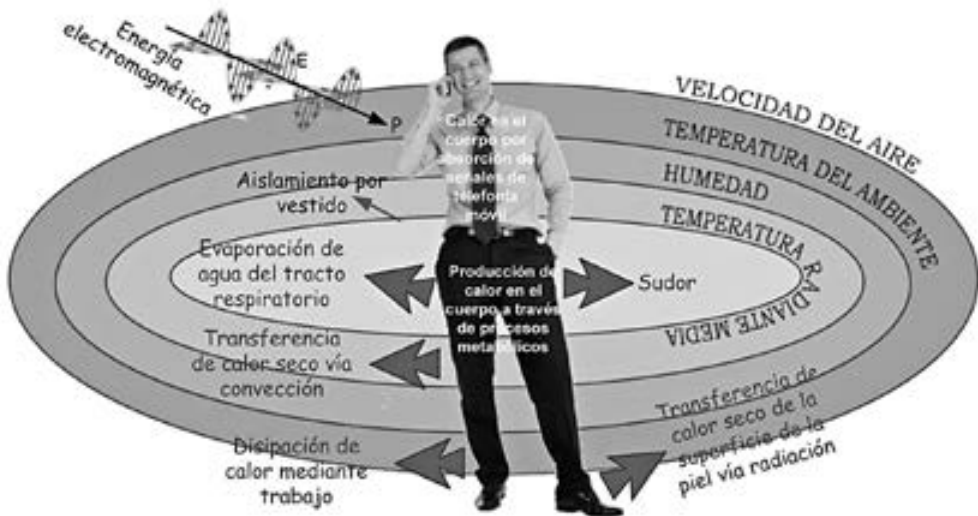 Energía
electromagnética
E
P
VELOCIDAD DEL AIRE
TEMPERATURA DEL AMBIENTE
HUMEDAD
TEMPERATURA RADIANTE MEDIA
Calor en el
cuerpo por
absorción de
señales de
telefonía
móvil
Aislamiento por
vestido
Evaporación de
agua del tracto
respiratorio
Producción de
calor en el
cuerpo a través
de procesos
metabólicos
Sudor
Transferencia
de calor seco vía
convección
Disipación de
calor mediante
trabajo
Transferencia de
calor seco de la
superficie de la
piel vía radiación